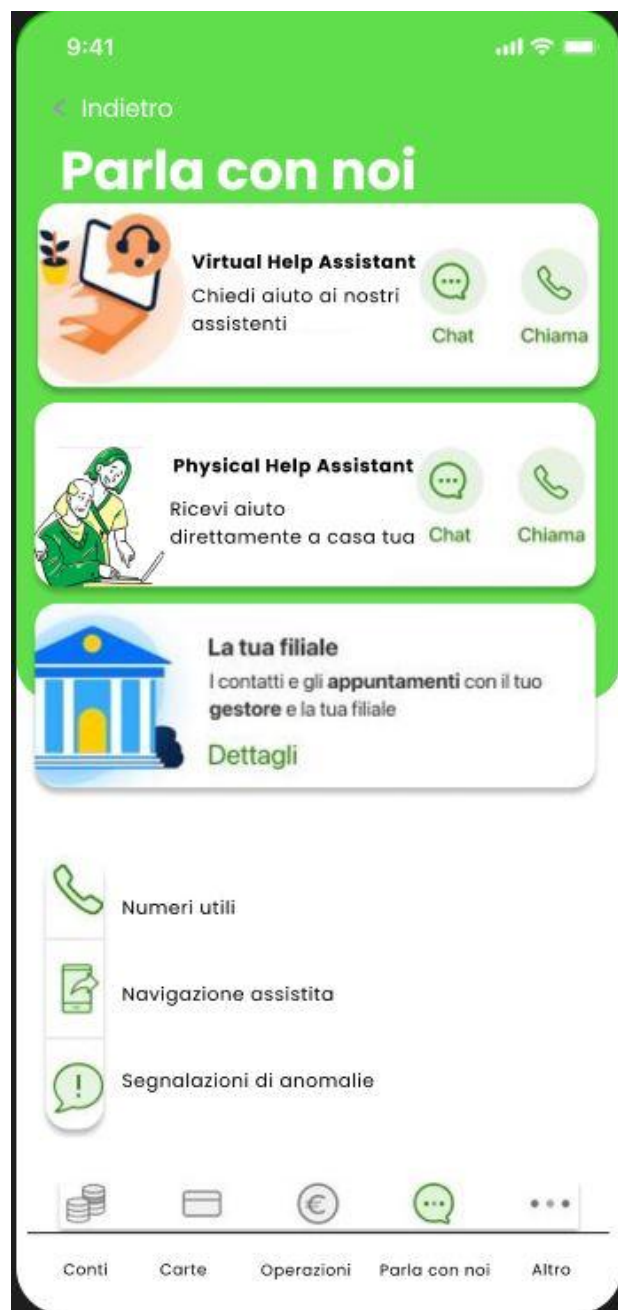 9:41
Indietro
Parla con noi
Virtual Help Assistant
Chiedi aiuto ai nostri
assistenti
Chat
Chiama
Physical Help Assistant
Ricevi aiuto
direttamente a casa tua
Chat
Chiama
La tua filiale
I contatti e gli appuntamenti con il tuo
gestore e la tua filiale
Dettagli
Numeri utili
Navigazione assistita
Segnalazioni di anomalie
Conti
Carte
Operazioni
Parla con noi
Altro